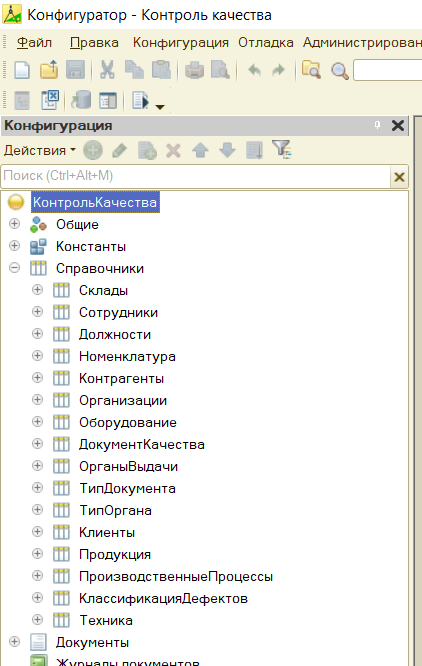 Конфигуратор - Контроль качества
Файл Правка Конфигурация Отладка Администрирован
Конфигурация
Действия
Поиск (Ctrl+Alt+M)
КонтрольКачества
Общие
Константы
Справочники
Склады
Сотрудники
Должности
Номенклатура
Контрагенты
Организации
Оборудование
ДокументКачества
ОрганыВыдачи
ТипДокумента
ТипОргана
Клиенты
Продукция
ПроизводственныеПроцессы
КлассификацияДефектов
Техника
Документы
Журналы документов